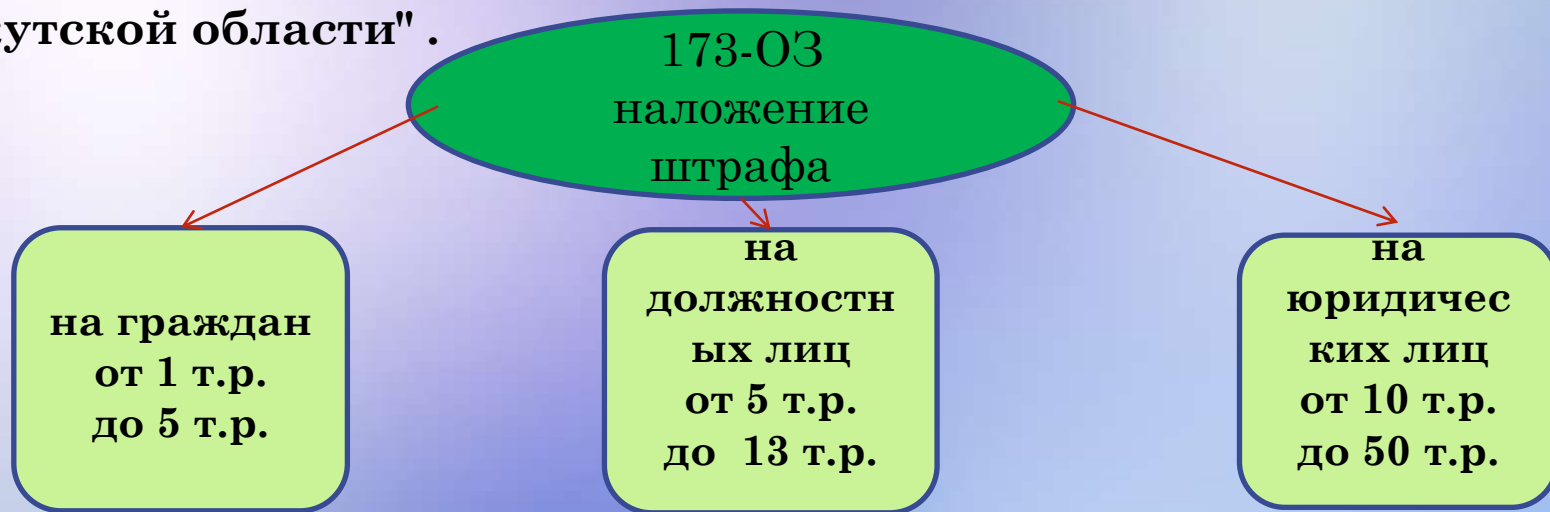 кутской области" .
173-ОЗ
наложение
штрафа
на граждан
от 1 т.р.
до 5 т.р.
на
должностн
ых лиц
от 5 т.р.
до 13 т.р.
на
юридичес
ких лиц
от 10 т.р.
до 50 т.р.